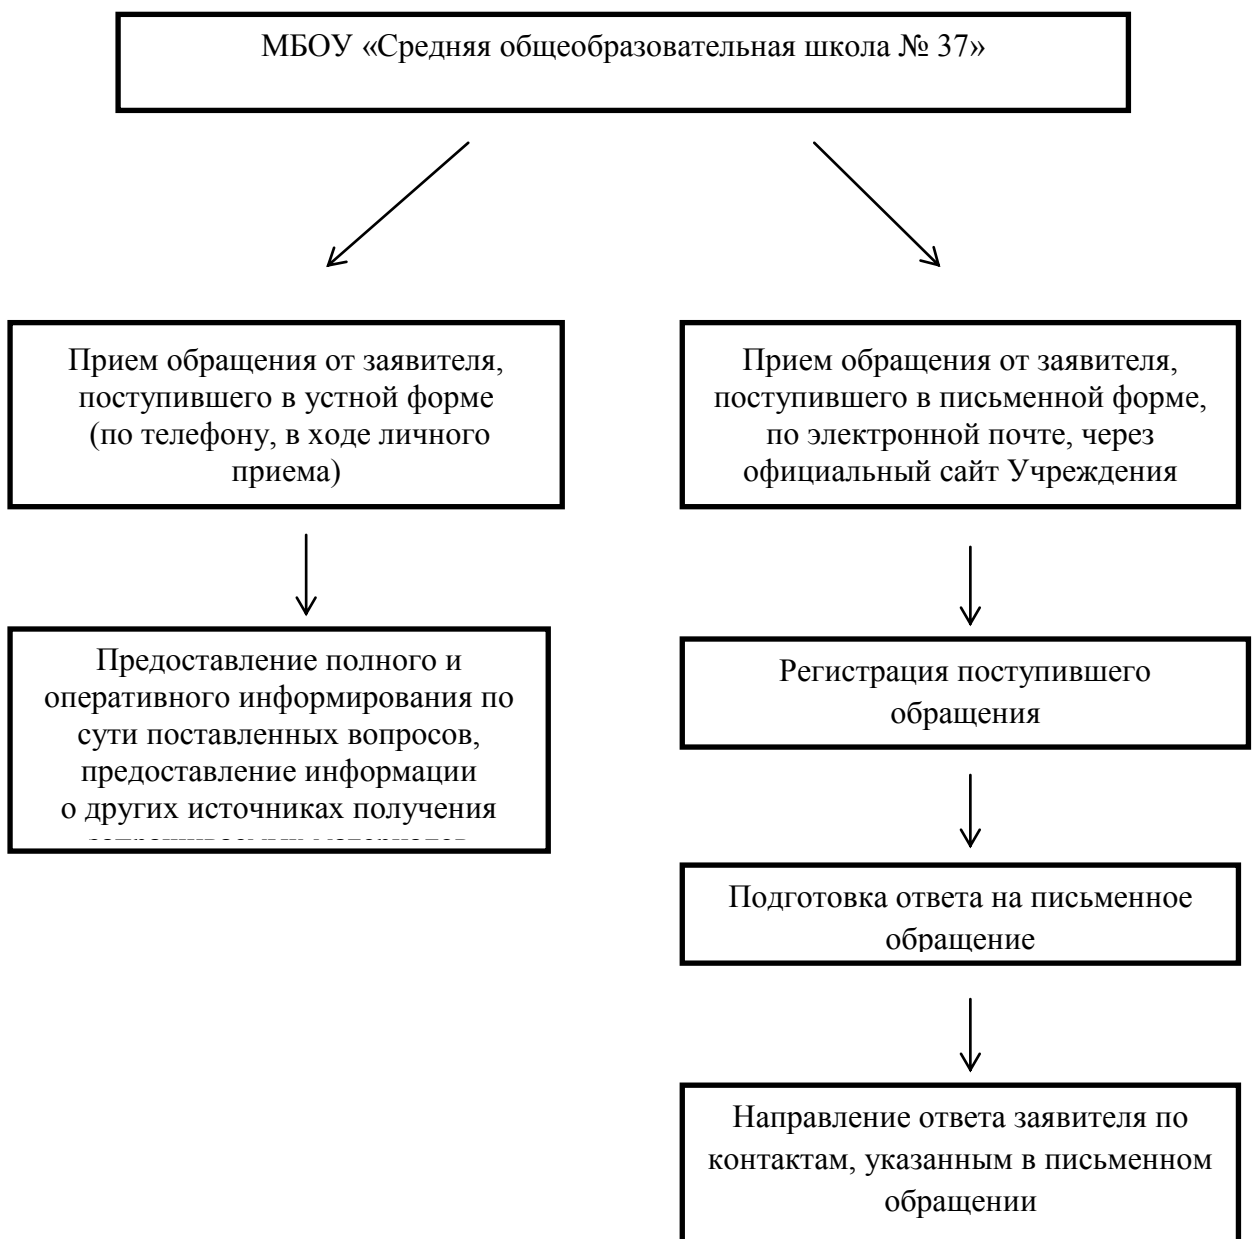 МБОУ «Средняя общеобразовательная школа № 37»
Прием обращения от заявителя,
поступившего в устной форме
(по телефону, в ходе личного
приема)
Прием обращения от заявителя,
поступившего в письменной форме,
по электронной почте, через
официальный сайт Учреждения
Предоставление полного и
оперативного информирования по
сути поставленных вопросов,
предоставление информации
о других источниках получения
Регистрация поступившего
обращения
Подготовка ответа на письменное
обращение
Направление ответа заявителя по
контактам, указанным в письменном
обращении